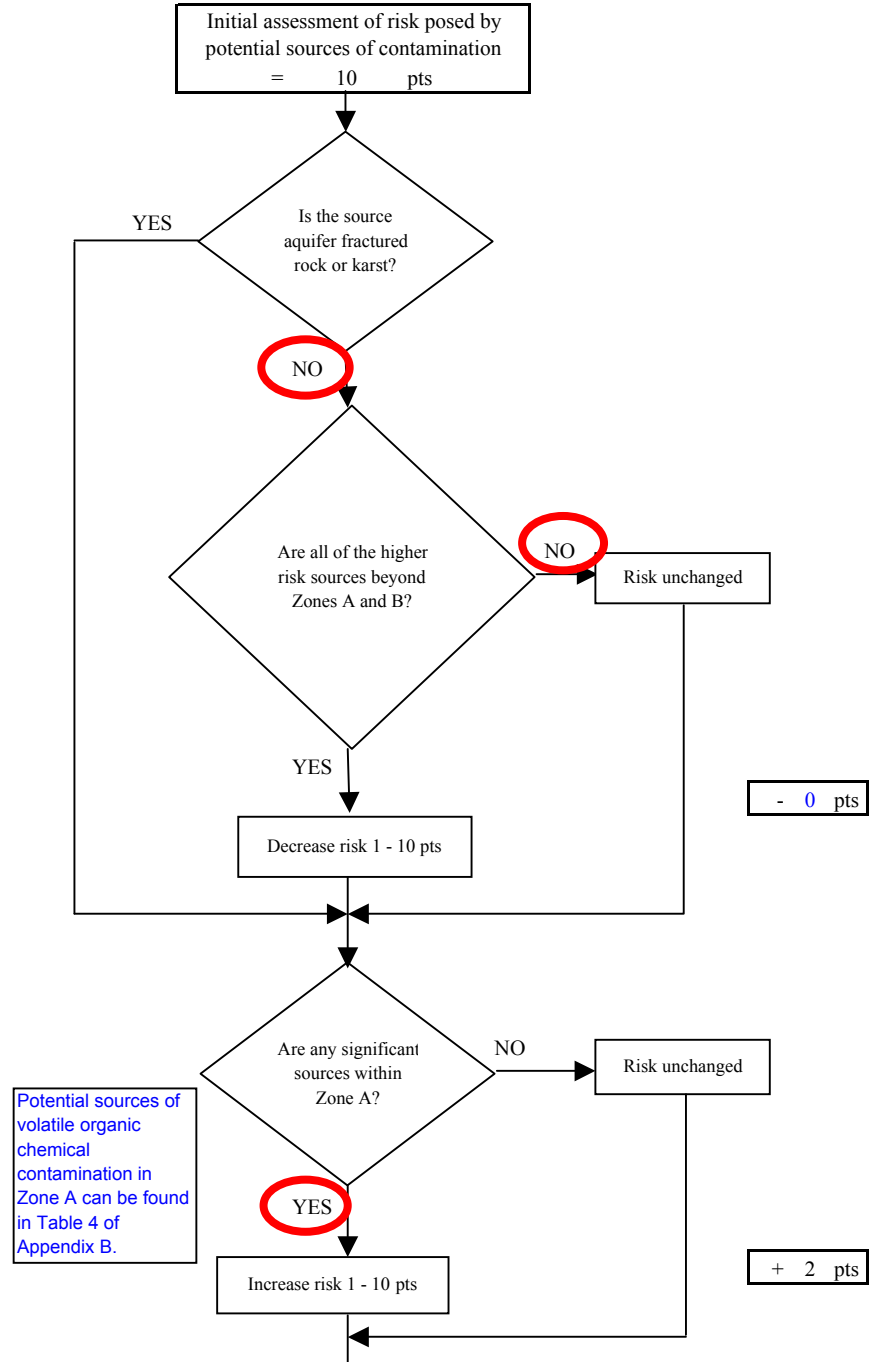 Initial assessment of risk posed by
potential sources of contamination
= 10 pts
YES
Is the source
aquifer fractured
rock or karst?
NO
Are all of the higher
risk sources beyond
Zones A and B?
NO
Risk unchanged
YES
- 0 pts
Decrease risk 1 - 10 pts
Are any significant
sources within
Zone A?
NO
Risk unchanged
Potential sources of
volatile organic
chemical
contamination in
Zone A can be found
in Table 4 of
Appendix B.
YES
+ 2 pts
Increase risk 1 - 10 pts